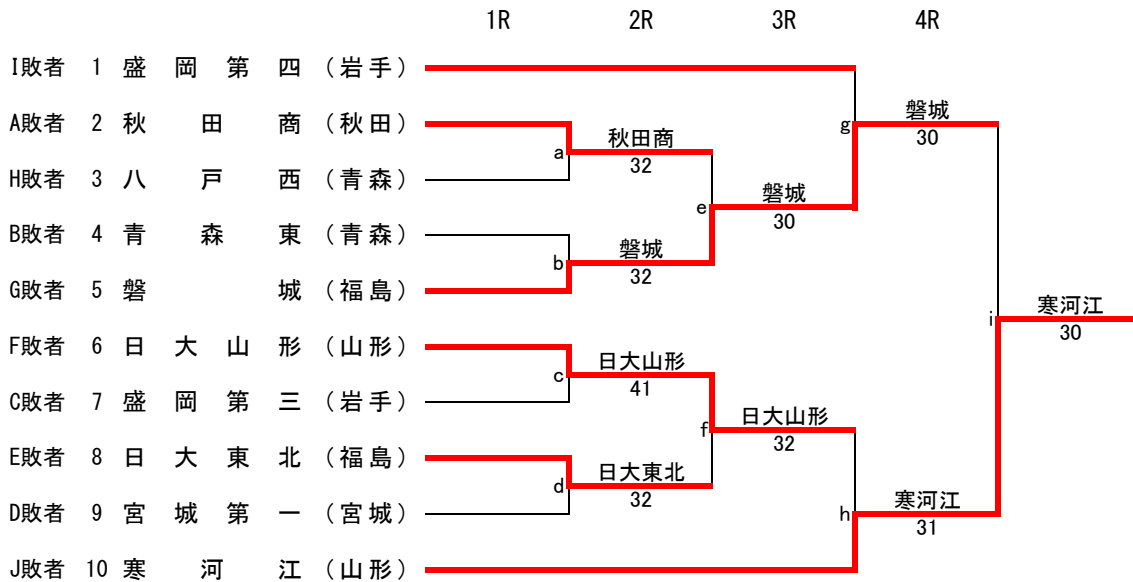 1R 2R 3R 4R
I敗者 1 盛岡第四 (岩手)
A敗者 2 秋田商 (秋田)
H敗者 3 八戸西 (青森)
B敗者 4 青森東 (青森)
G敗者 5 磐城 (福島)
F敗者 6 日大山形 (山形)
C敗者 7 盛岡第三 (岩手)
E敗者 8 日大東北 (福島)
D敗者 9 宮城第一 (宮城)
J敗者 10 寒河江 (山形)
a 秋田商
32
b 磐城
32
c 日大山形
41
d 日大東北
32
e 磐城
30
f 日大山形
32
g 磐城
30
h 寒河江
31
i 寒河江
30